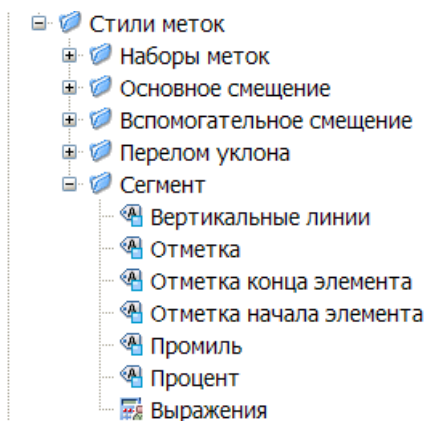 Стили меток
Наборы меток
Основное смещение
Вспомогательное смещение
Перелом уклона
Сегмент
Вертикальные линии
Отметка
Отметка конца элемента
Отметка начала элемента
Промиль
Процент
Выражения